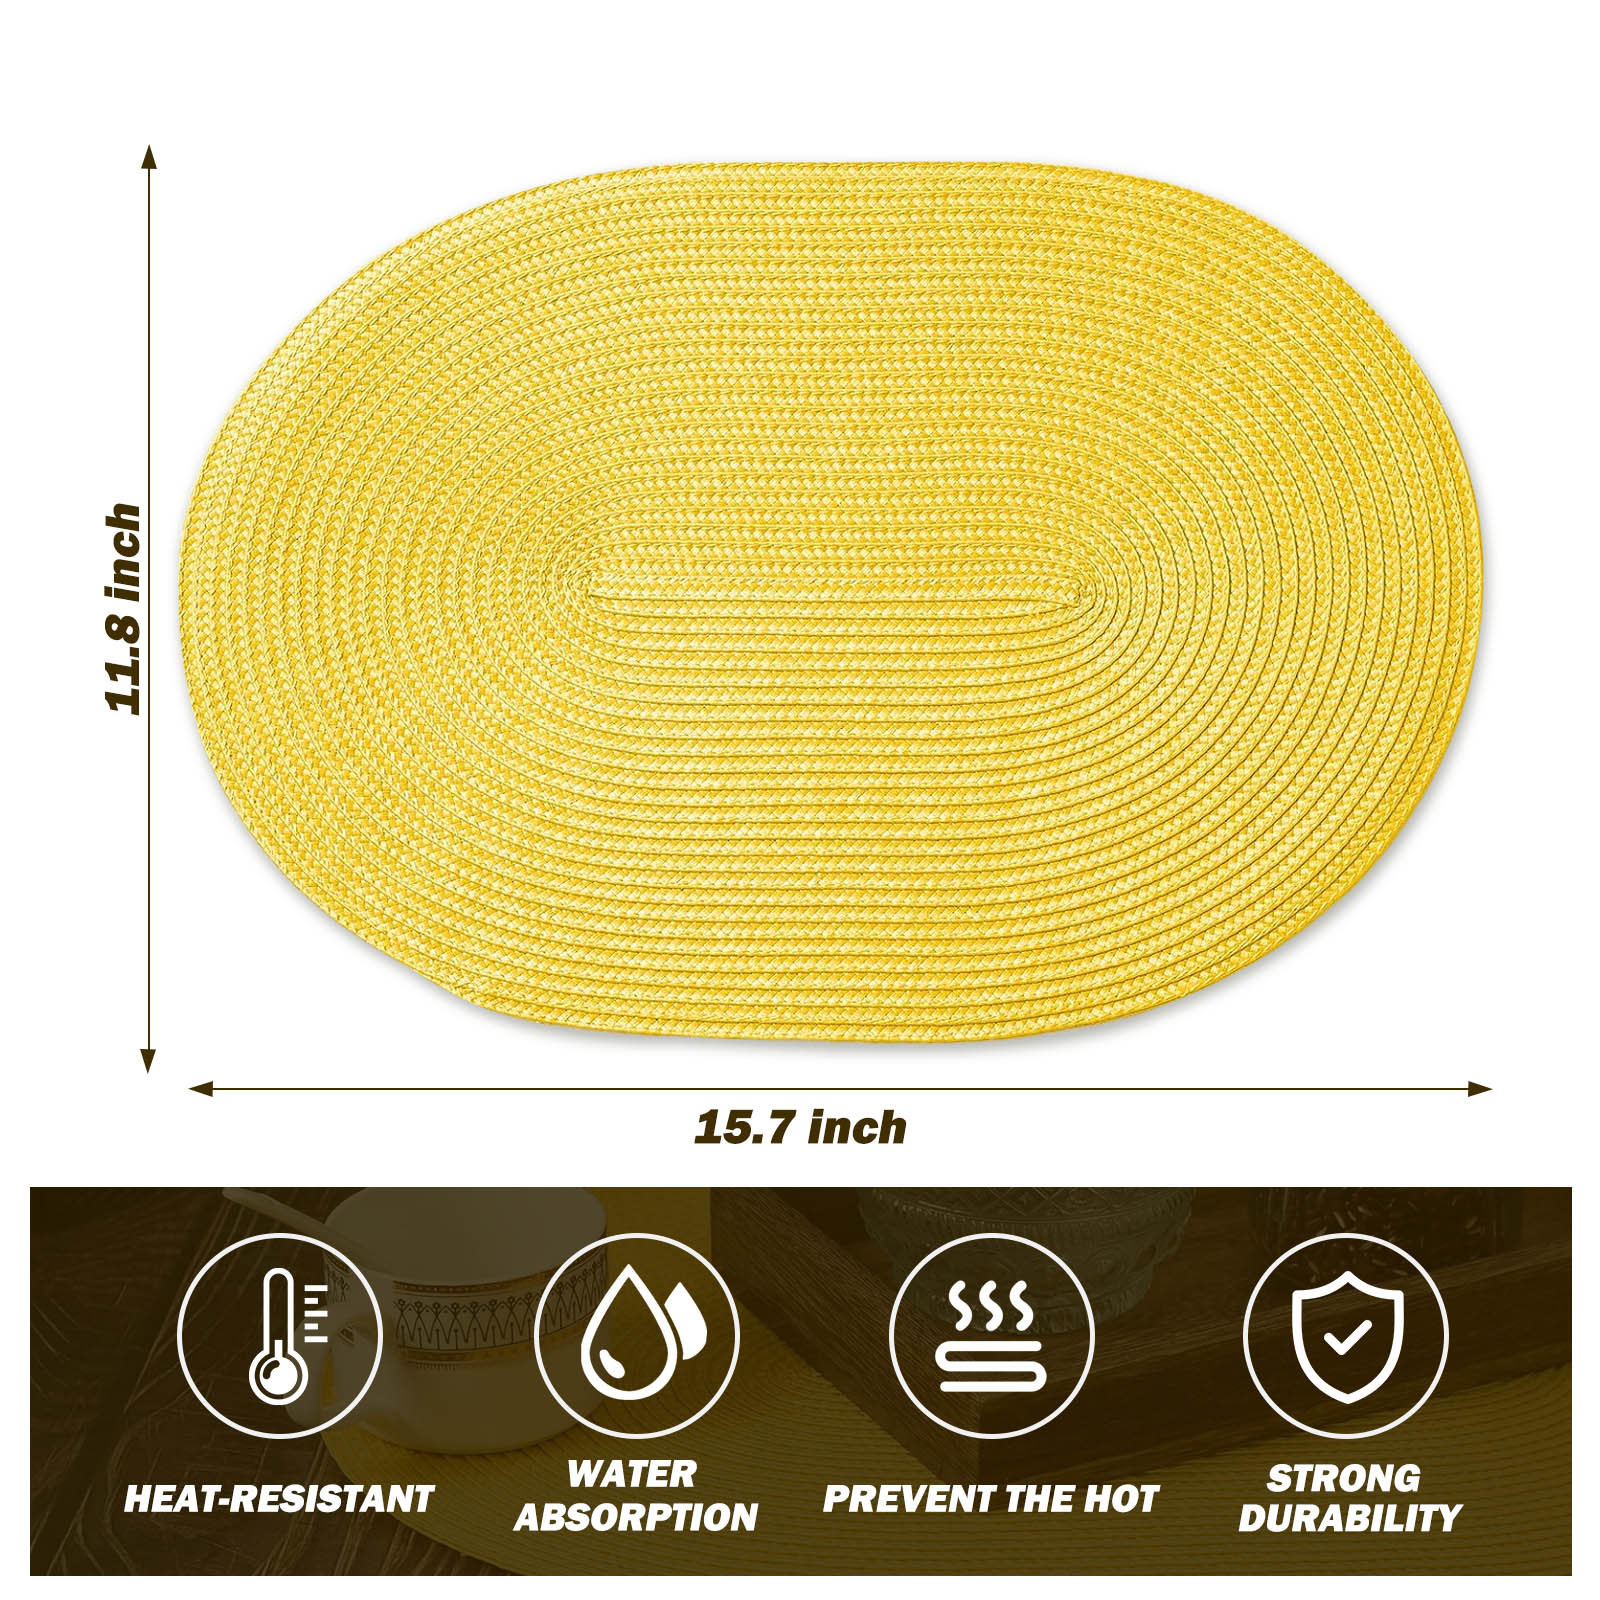 11.8 inch
15.7 inch
HEAT-RESISTANT
WATER
ABSORPTION
PREVENT THE HOT
STRONG
DURABILITY